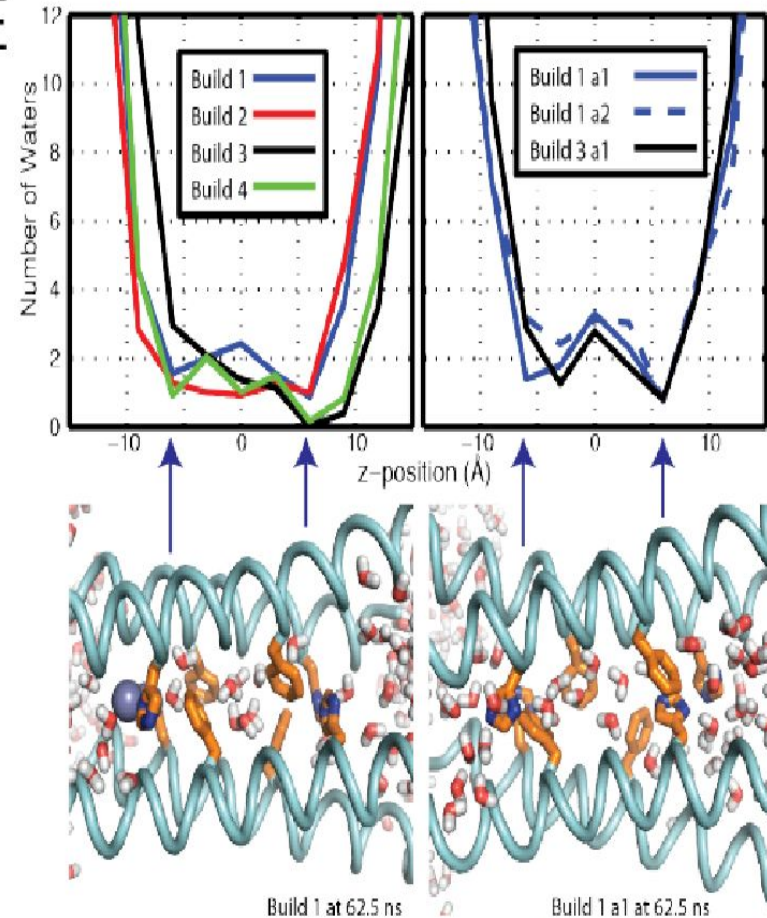 12
10
8
6
4
2
0
Number of Waters
Build 1
Build 2
Build 3
Build 4
Build 1 a1
Build 1 a2
Build 3 a1
−10 0 10
−10 0 10
z−position (Å)
Build 1 at 62.5 ns
Build 1 a1 at 62.5 ns